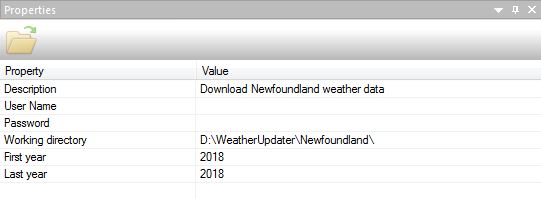 Properties
Property Value
Description Download Newfoundland weather data
User Name
Password
Working directory D:\WeatherUpdater\Newfoundland\
First year 2018
Last year 2018